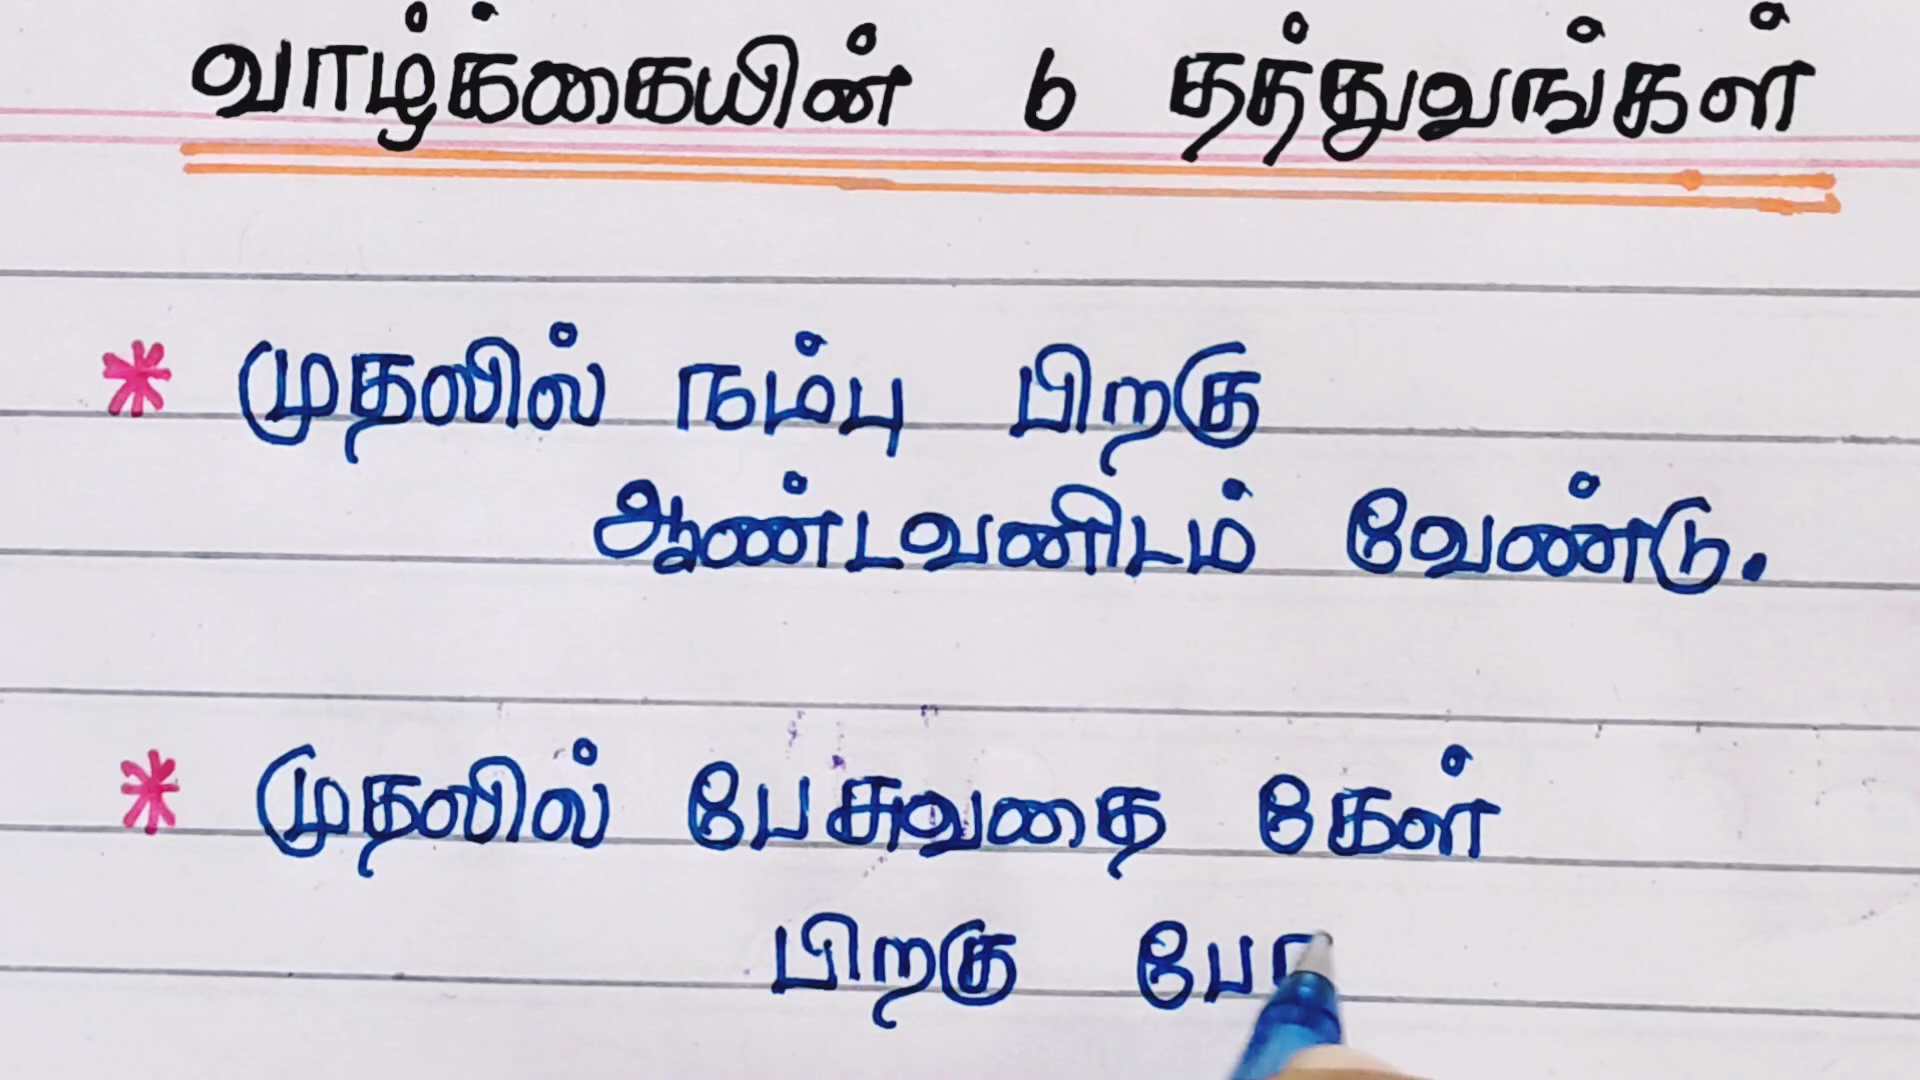 வாழ்க்கையின் 6 தத்துவங்கள்
* முதலில் நம்பு பிறகு
ஆண்டவனிடம் வேண்டு.
* முதலில் பேசுவதை கேள்
பிறகு